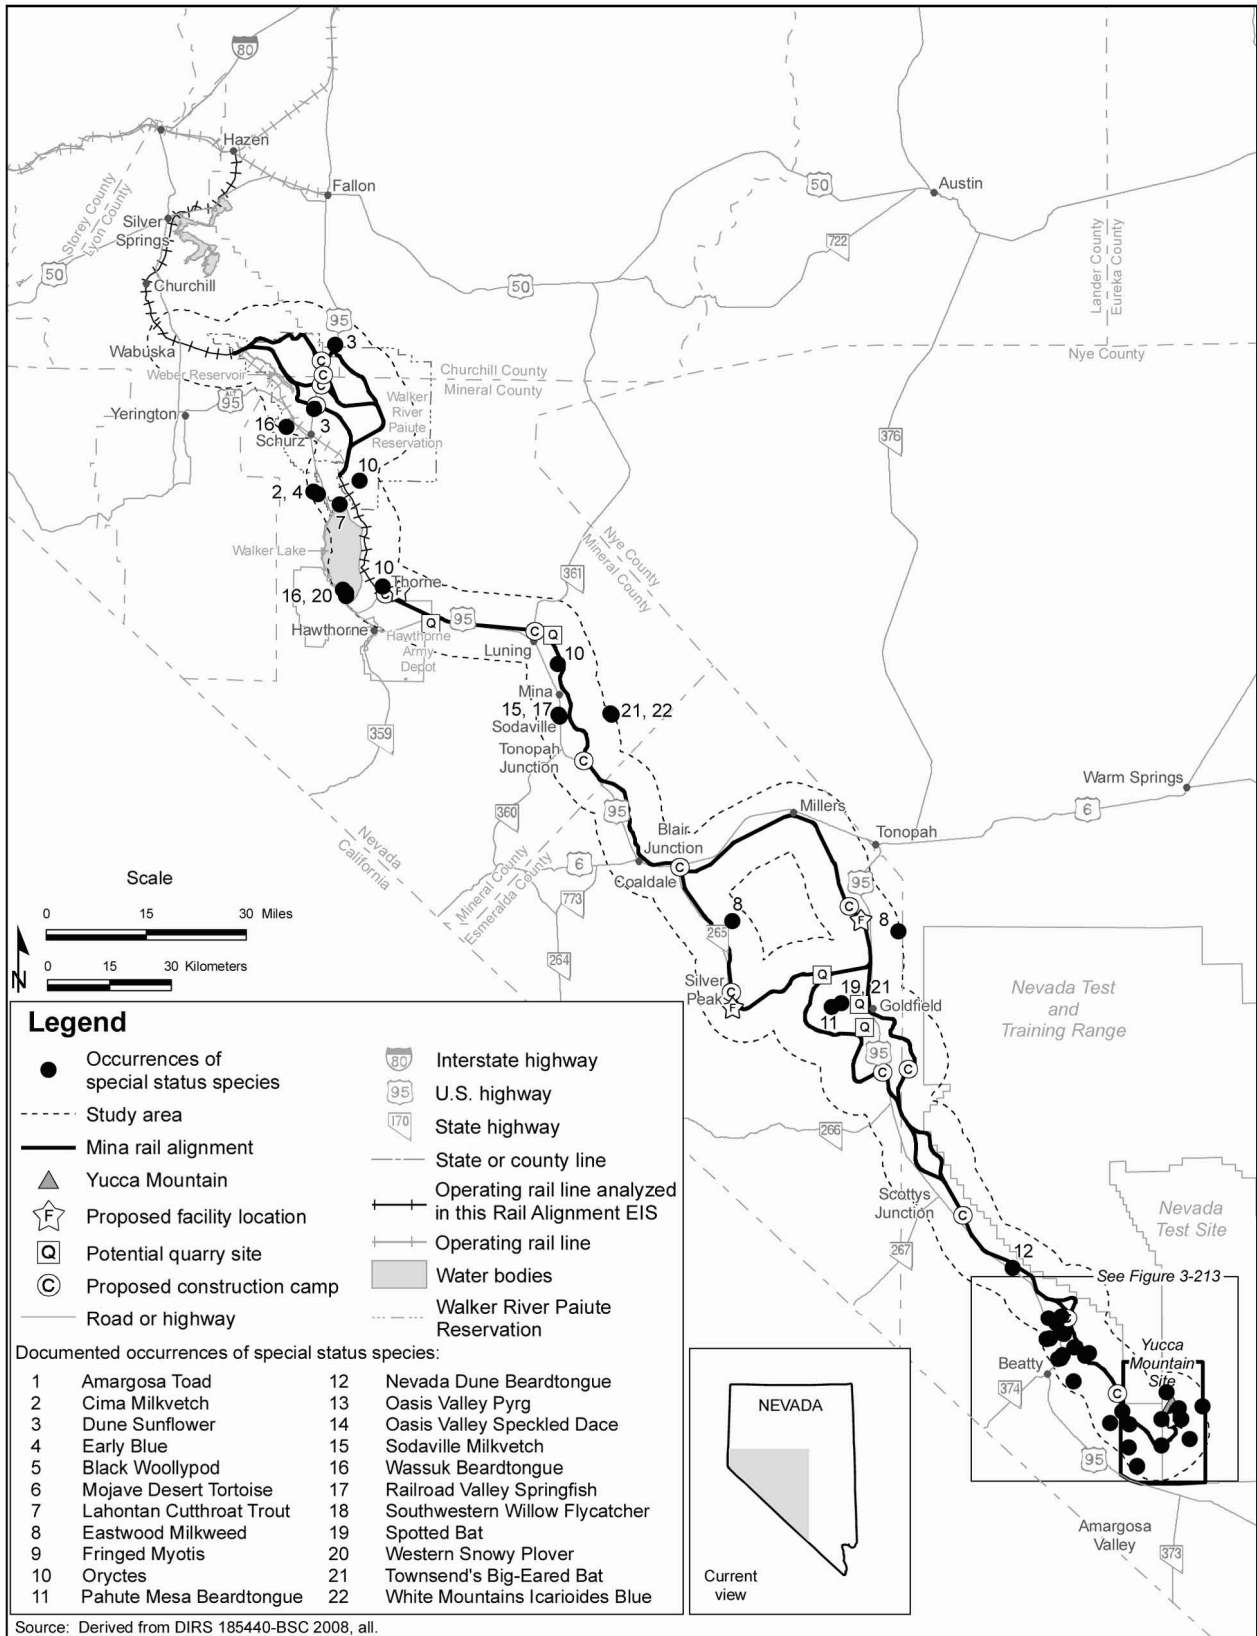 80
Hazen
Fallon
50
Austin
Storey County
Lyon County
Silver
Springs
722
Lander County
Eureka County
50
Churchill
50
95
3
Wabuska
Nye County
Weber Reservoir
Churchill County
Mineral County
C
C
C
C
ALT
95
Yerington
Walker
River
Paiute
Reservation
16
3
Schurz
376
10
2, 4
7
Nye County
Mineral County
Walker Lake
10
Thorne
361
C
F
16, 20
Q
95
C
Q
Hawthorne
Hawthorne
Army
Depot
Luning
10
Mina
15, 17
21, 22
Sodaville
359
Tonopah
Junction
C
Warm Springs
6
Millers
360
95
Nevada
California
Blair
Junction
Tonopah
6
C
Coaldale
95
Mineral County
Esmeralda County
773
Scale
0 15 30 Miles
0 15 30 Kilometers
N
8
C
F
8
265
264
Silver
Peak
C
F
Q
19, 21
Q
Goldfield
11
Q
95
C
C
Nevada Test
and
Training Range
266
Scottys
Junction
C
Nevada
Test Site
267
12
See Figure 3-213
C
Yucca
Mountain
Site
Beatty
374
C
95
Amargosa
Valley
373
Legend
Occurrences of
special status species
Study area
Mina rail alignment
Yucca Mountain
F Proposed facility location
Q Potential quarry site
C Proposed construction camp
Road or highway
80 Interstate highway
95 U.S. highway
170 State highway
State or county line
Operating rail line analyzed
in this Rail Alignment EIS
Operating rail line
Water bodies
Walker River Paiute
Reservation
Documented occurrences of special status species:
1 Amargosa Toad
2 Cima Milkvetch
3 Dune Sunflower
4 Early Blue
5 Black Woollypod
6 Mojave Desert Tortoise
7 Lahontan Cutthroat Trout
8 Eastwood Milkweed
9 Fringed Myotis
10 Oryctes
11 Pahute Mesa Beardtongue
12 Nevada Dune Beardtongue
13 Oasis Valley Pyrg
14 Oasis Valley Speckled Dace
15 Sodaville Milkvetch
16 Wassuk Beardtongue
17 Railroad Valley Springfish
18 Southwestern Willow Flycatcher
19 Spotted Bat
20 Western Snowy Plover
21 Townsend's Big-Eared Bat
22 White Mountains Icarioides Blue
NEVADA
Current
view
Source: Derived from DIRS 185440-BSC 2008, all.